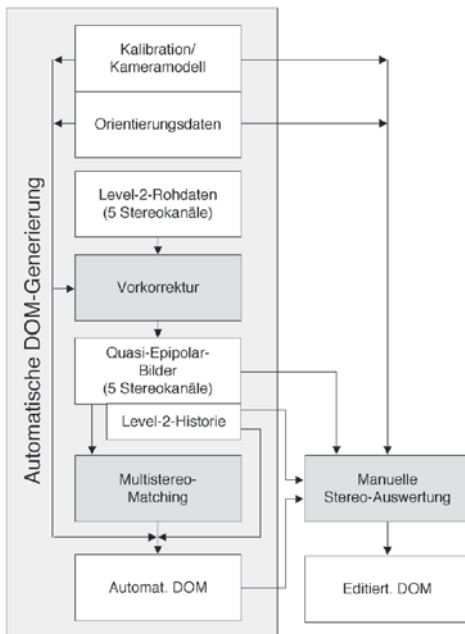 Automatische DOM-Generierung
Kalibration/
Kameramodell
Orientierungsdaten
Level-2-Rohdaten
(5 Stereokanäle)
Vorkorrektur
Quasi-Epipolar-
Bilder
(5 Stereokanäle)
Level-2-Historie
Multistereo-
Matching
Manuelle
Stereo-Auswertung
Automat. DOM
Editiert. DOM